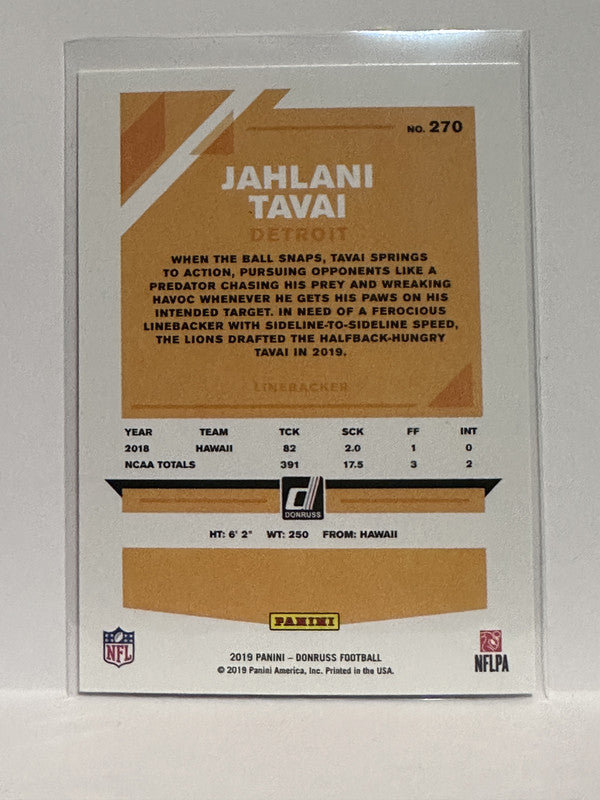 NO. 270
JAHLANI
TAVAI
DETROIT
WHEN THE BALL SNAPS, TAVAI SPRINGS
TO ACTION, PURSUING OPPONENTS LIKE A
PREDATOR CHASING HIS PREY AND WREAKING
HAVOC WHENEVER HE GETS HIS PAWS ON HIS
INTENDED TARGET. IN NEED OF A FEROCIOUS
LINEBACKER WITH SIDELINE-TO-SIDELINE SPEED,
THE LIONS DRAFTED THE HALFBACK-HUNGRY
TAVAI IN 2019.
LINEBACKER
YEAR TEAM TCK SCK FF INT
2018 HAWAII 82 2.0 1 0
NCAA TOTALS 391 17.5 3 2
d
DONRUSS
HT: 6' 2" WT: 250 FROM: HAWAII
PANINI
NFL
2019 PANINI – DONRUSS FOOTBALL
© 2019 Panini America, Inc. Printed in the USA.
NFLPA